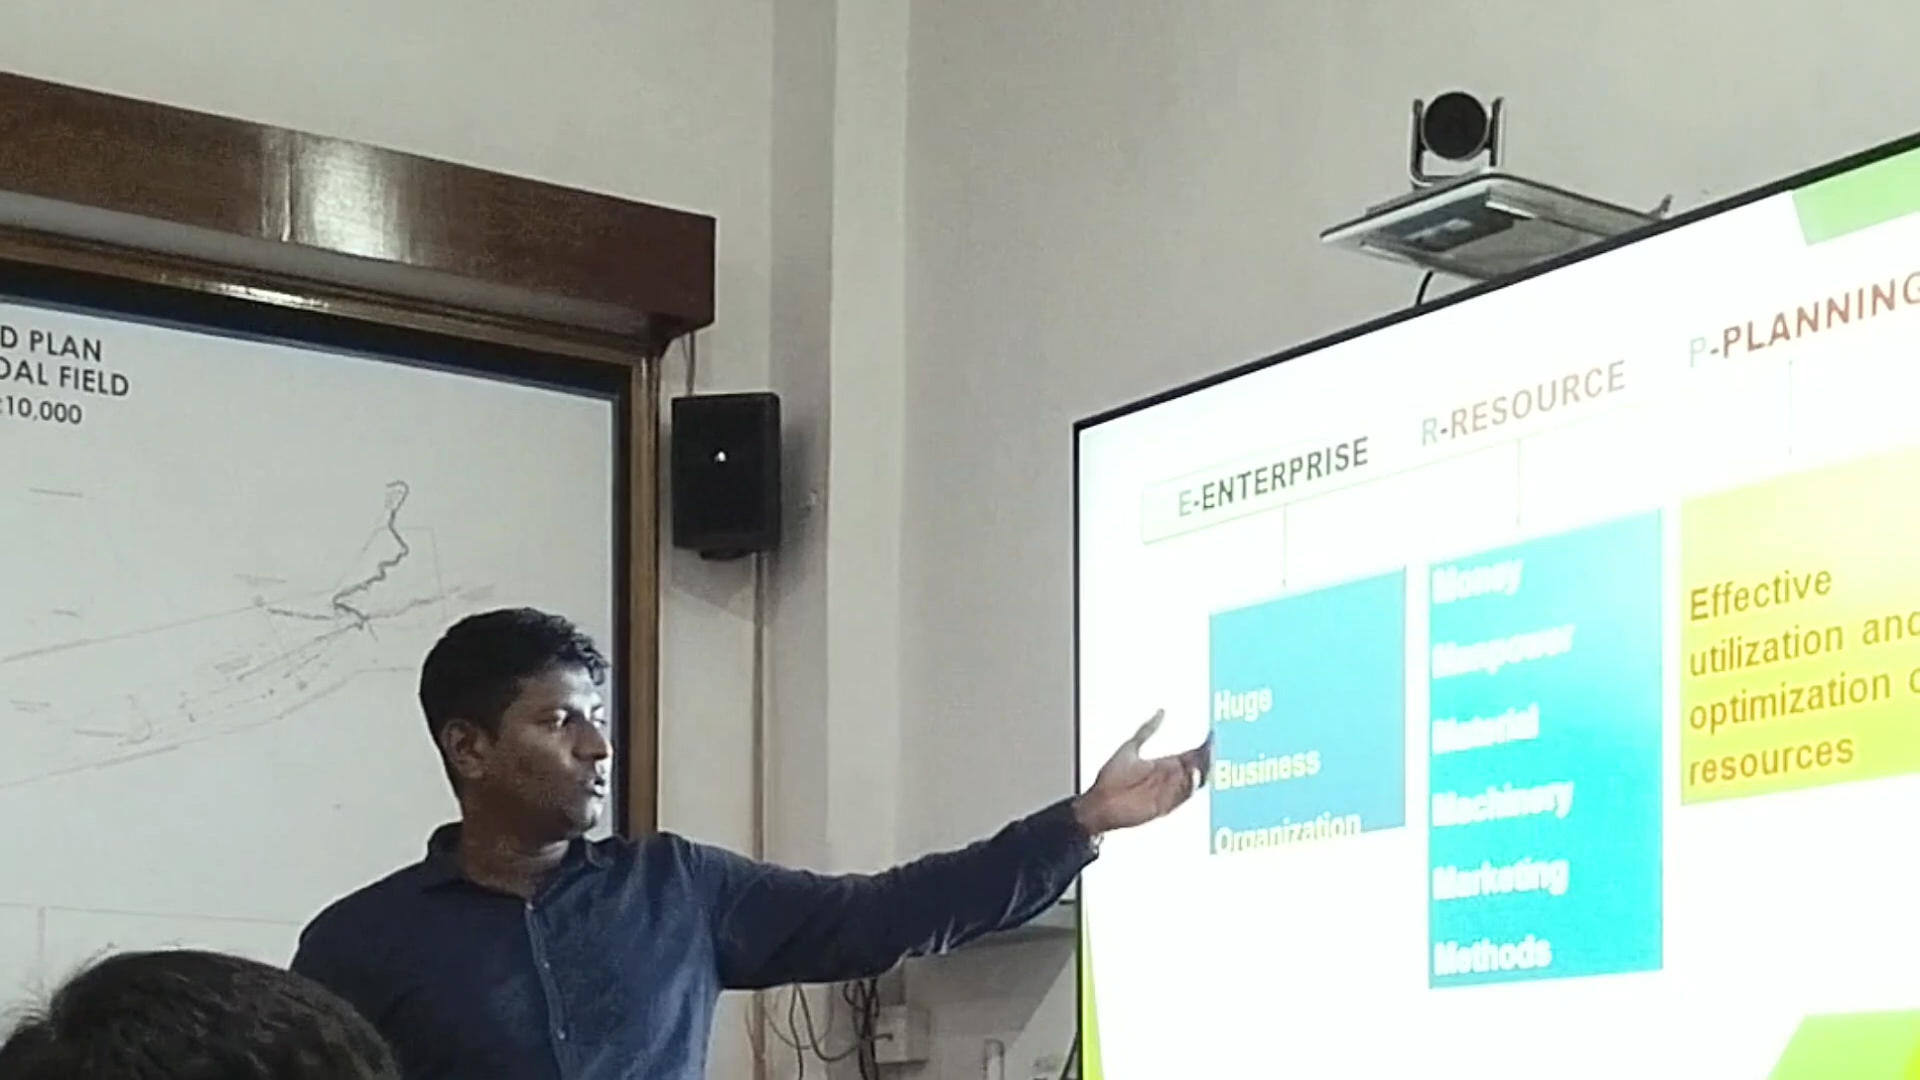 D PLAN
OAL FIELD
:10,000
E-ENTERPRISE
R-RESOURCE
P-PLANNING
Huge
Business
Organization
Money
Manpower
Material
Machinery
Marketing
Methods
Effective
utilization and
optimization o
resources